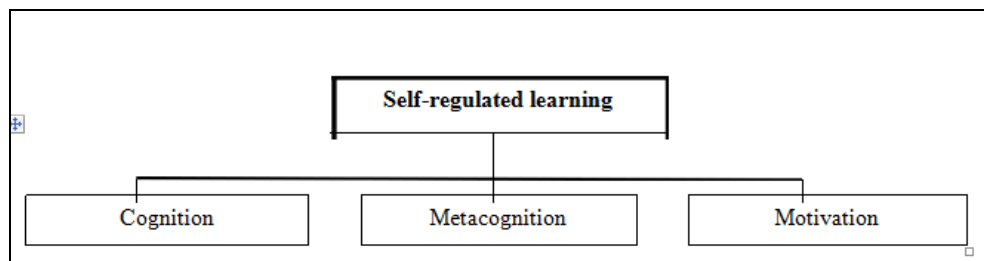 Self-regulated learning
Cognition
Metacognition
Motivation